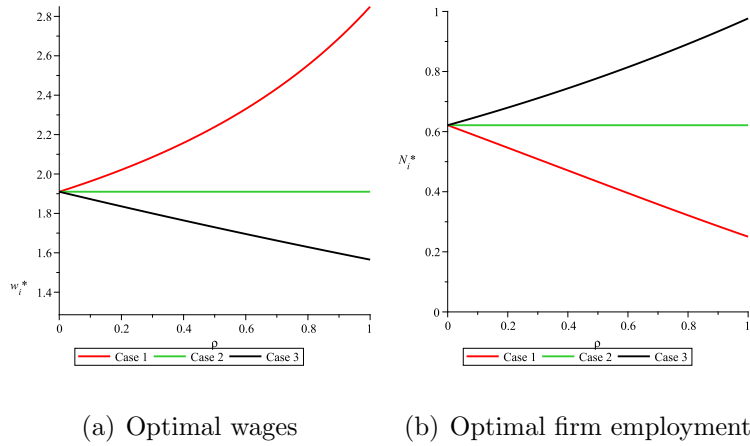 2.8
2.6
2.4
2.2
2.0
1.8
1.6
w_i* 1.4
0 0.2 0.4 0.6 0.8 1
ρ
Case 1 Case 2 Case 3
(a) Optimal wages
1
0.8
0.6
N_i*
0.4
0.2
0
0 0.2 0.4 0.6 0.8 1
ρ
Case 1 Case 2 Case 3
(b) Optimal firm employment